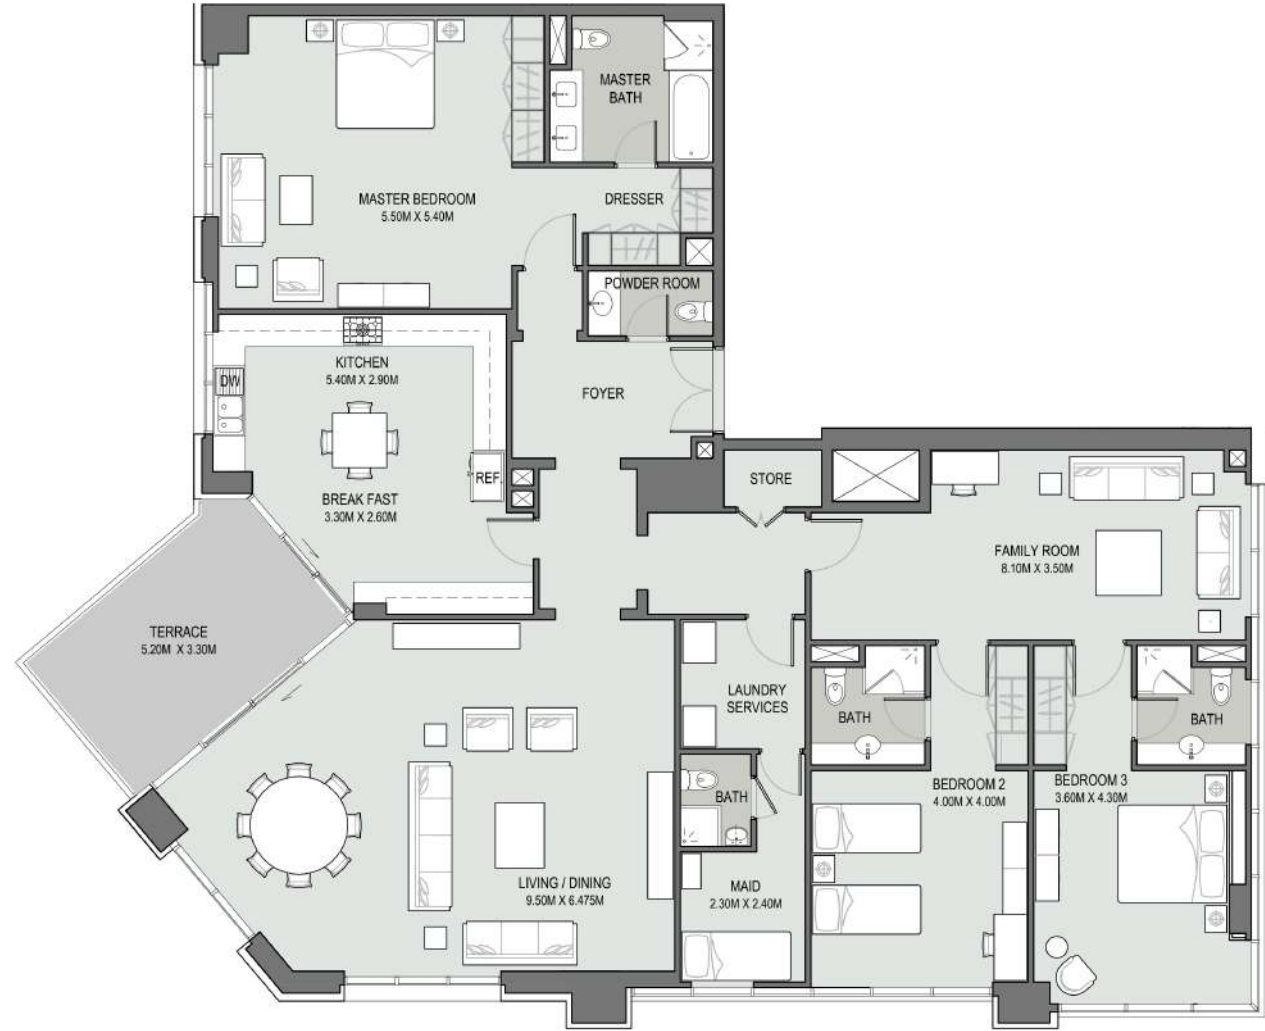 MASTER
BATH
MASTER BEDROOM
5.50M X 5.40M
DRESSER
POWDER ROOM
KITCHEN
5.40M X 2.90M
DW
FOYER
REF.
BREAK FAST
3.30M X 2.60M
STORE
FAMILY ROOM
8.10M X 3.50M
TERRACE
5.20M X 3.30M
LAUNDRY
SERVICES
BATH
BATH
BATH
BEDROOM 2
4.00M X 4.00M
BEDROOM 3
3.60M X 4.30M
LIVING / DINING
9.50M X 6.475M
MAID
2.30M X 2.40M